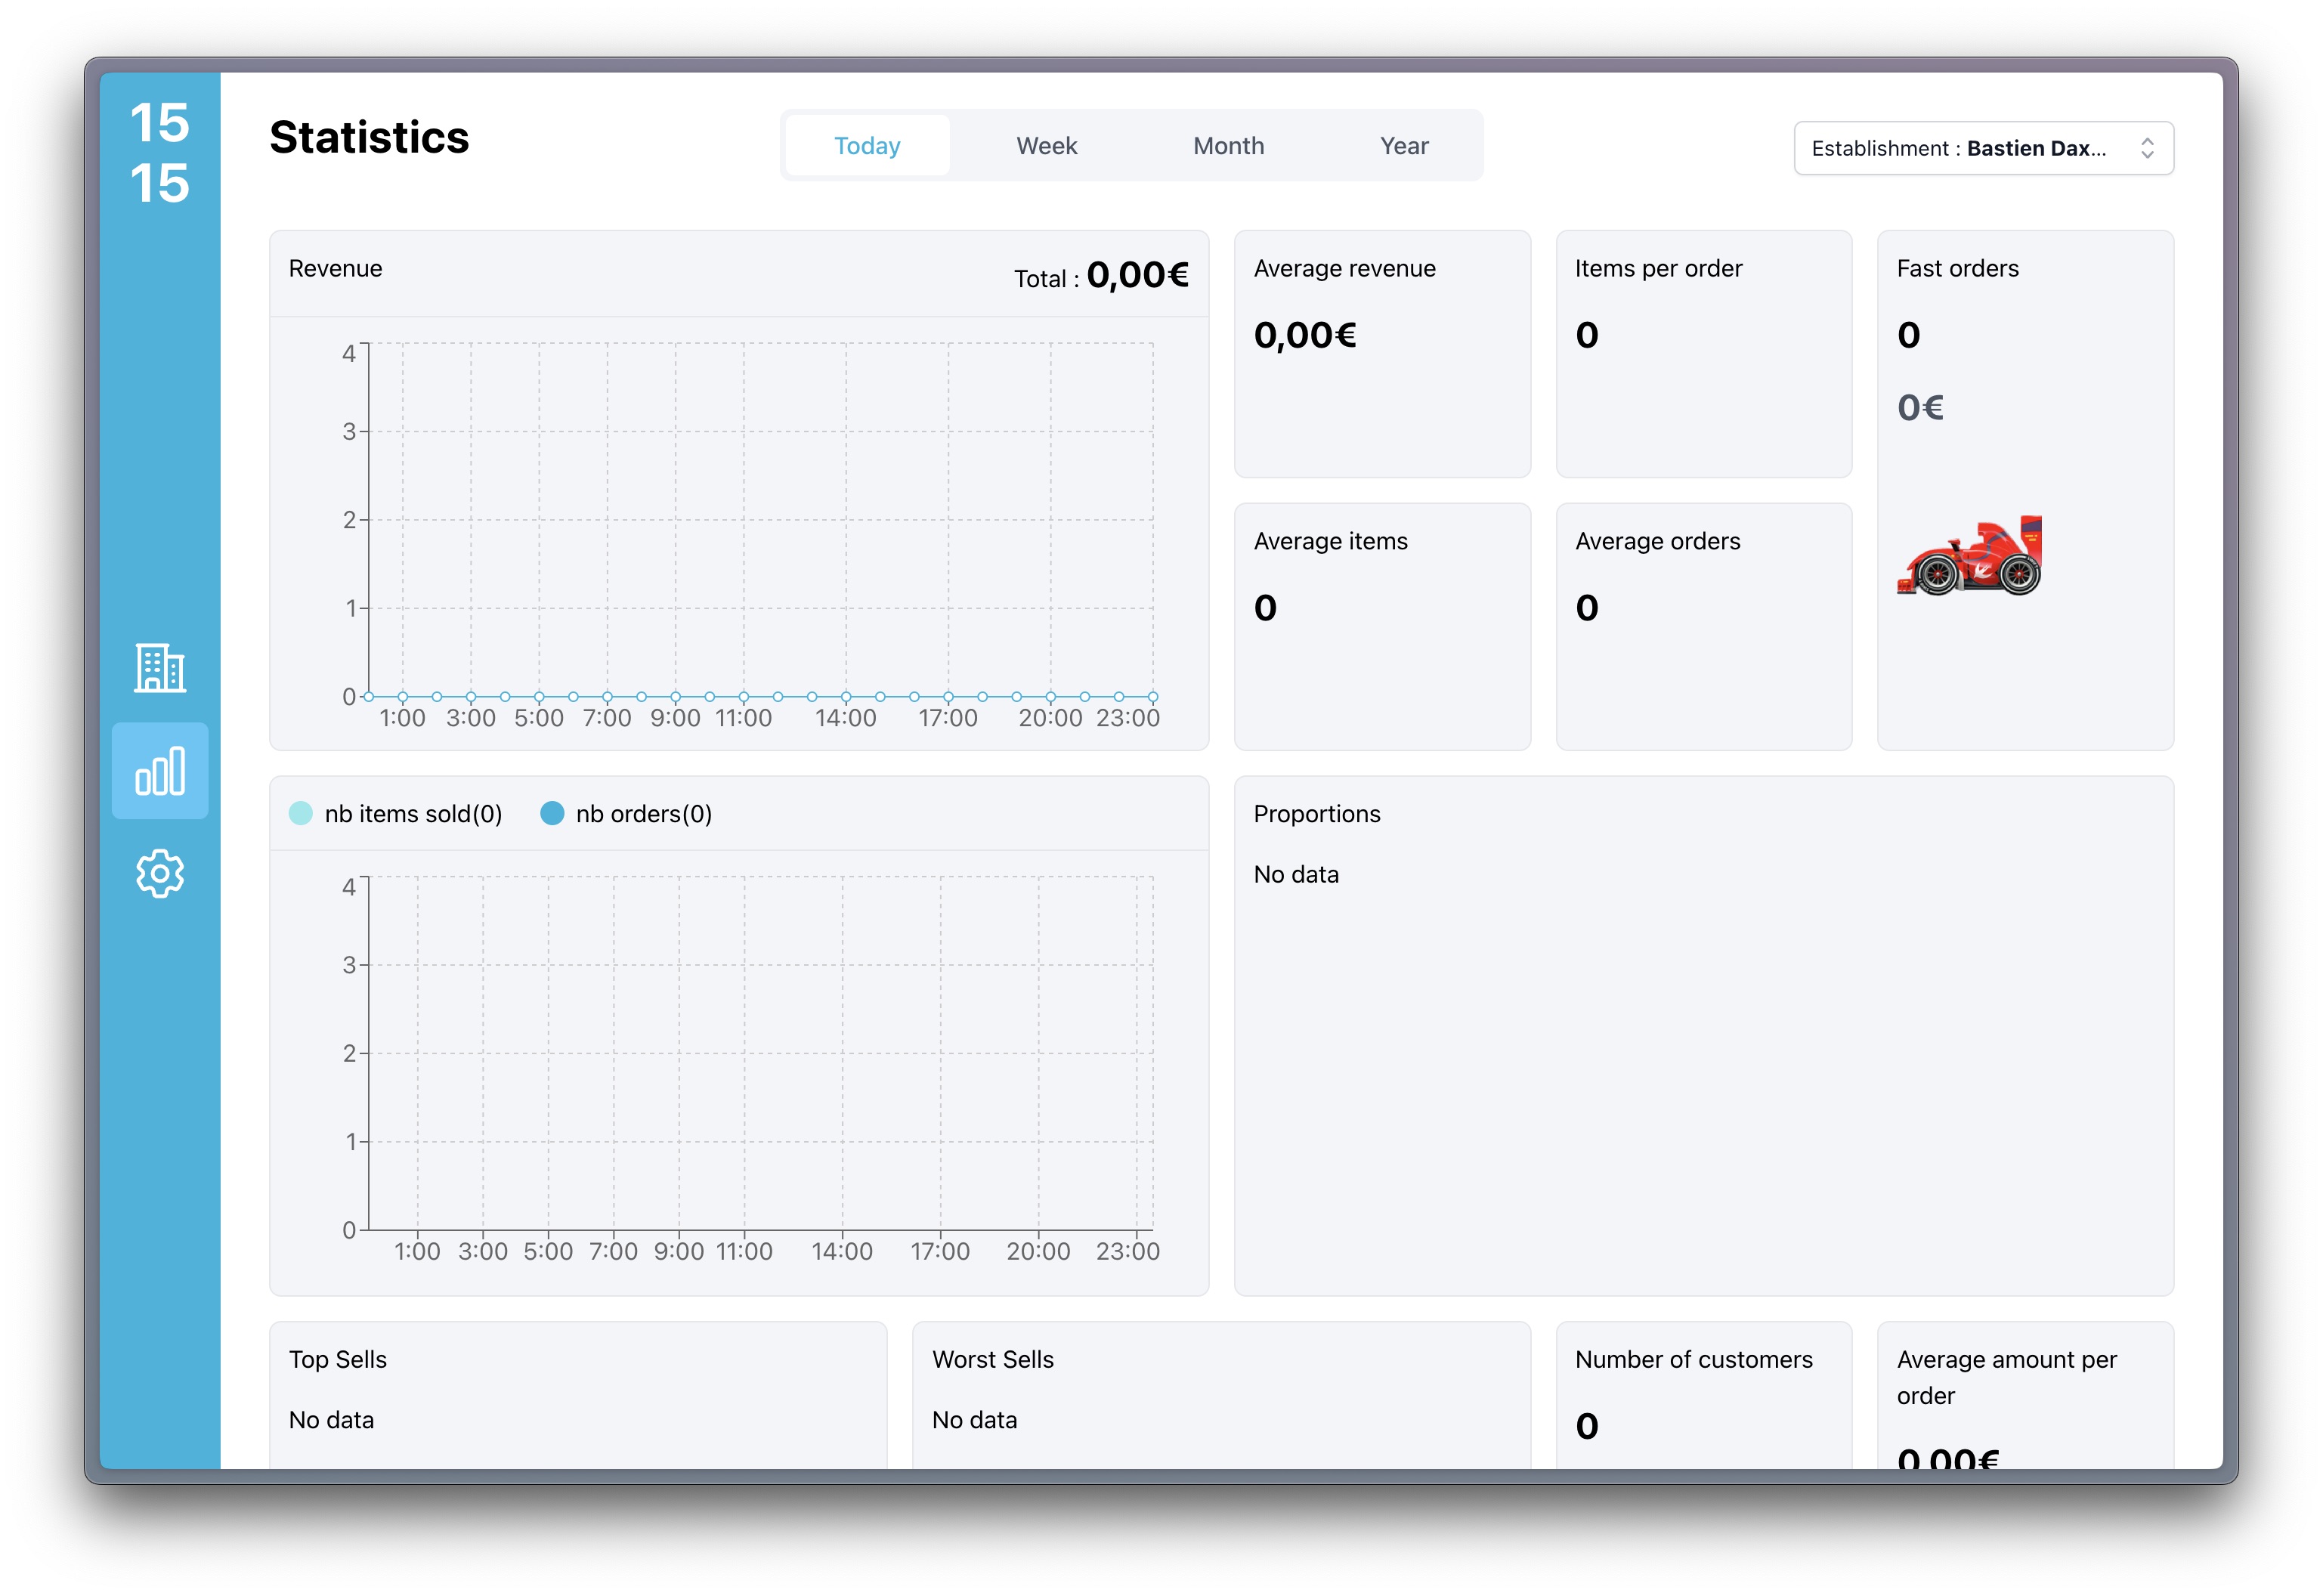 15
15
Statistics
Today
Week
Month
Year
Establishment : Bastien Dax...
Revenue
Total : 0,00€
4
3
2
1
0
1:00 3:00 5:00 7:00 9:00 11:00 14:00 17:00 20:00 23:00
Average revenue
0,00€
Items per order
0
Fast orders
0
0€
Average items
0
Average orders
0
nb items sold(0)
nb orders(0)
4
3
2
1
0
1:00 3:00 5:00 7:00 9:00 11:00 14:00 17:00 20:00 23:00
Proportions
No data
Top Sells
No data
Worst Sells
No data
Number of customers
0
Average amount per
order
0,00€